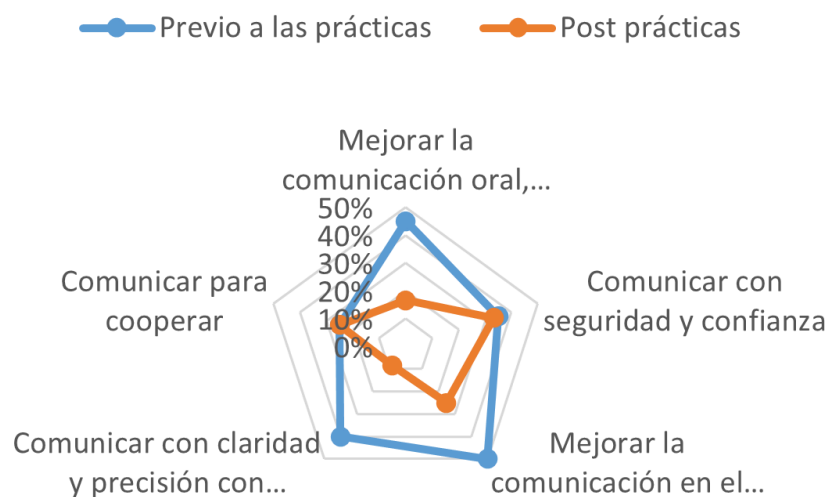 Previo a las prácticas
Post prácticas
Mejorar la
comunicación oral,...
50%
40%
30%
20%
10%
0%
Comunicar con
seguridad y confianza
Mejorar la
comunicación en el...
Comunicar con claridad
y precisión con...
Comunicar para
cooperar